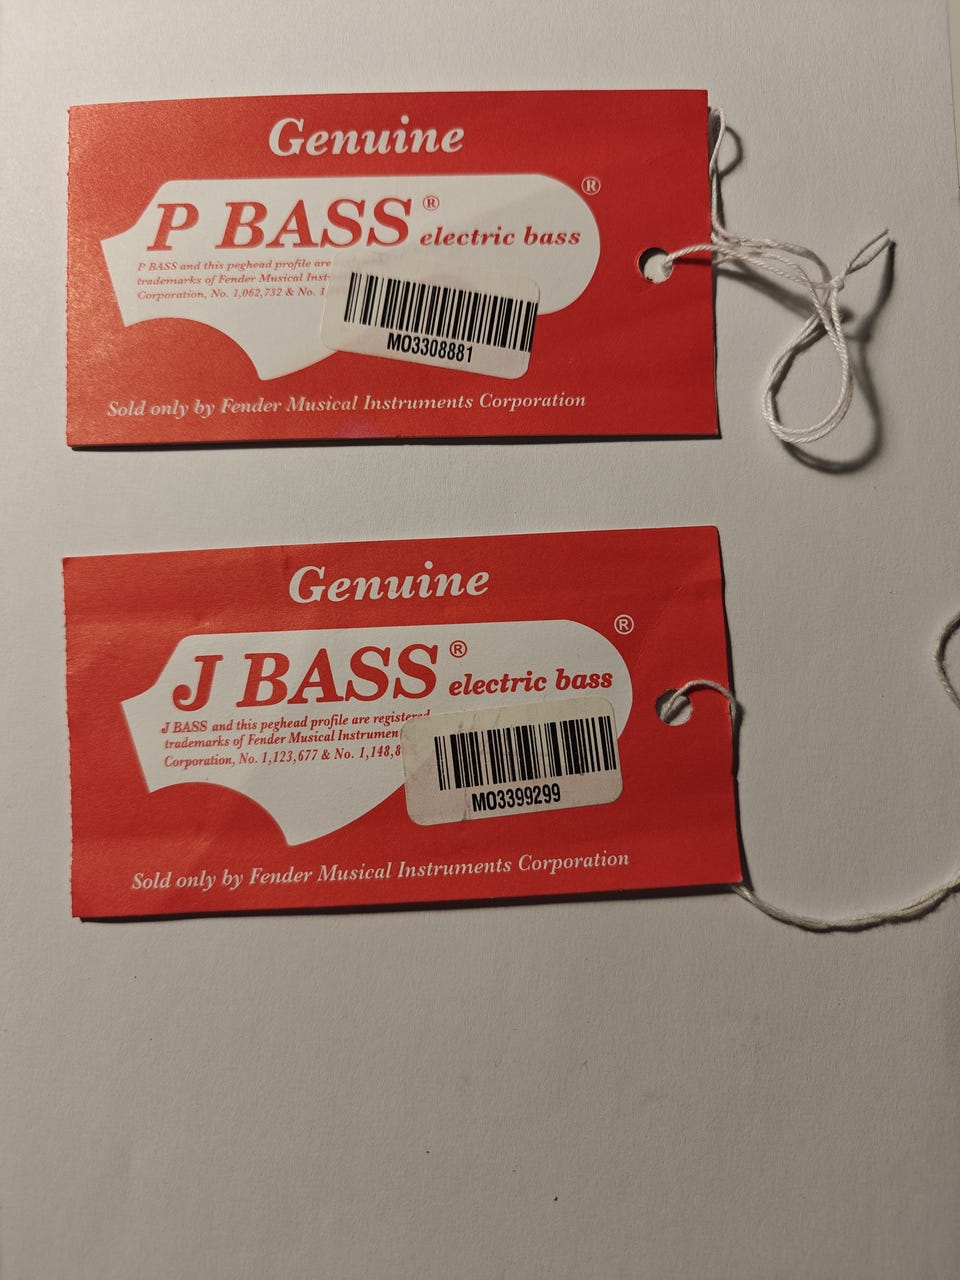 Genuine
®
P BASS® electric bass
P BASS and this peghead profile are
trademarks of Fender Musical Inst
Corporation, No. 1,062,732 & No. 1
MO3308881
Sold only by Fender Musical Instruments Corporation
Genuine
®
J BASS® electric bass
J BASS and this peghead profile are registered
trademarks of Fender Musical Instrumen
Corporation, No. 1,123,677 & No. 1,148,8
MO3399299
Sold only by Fender Musical Instruments Corporation